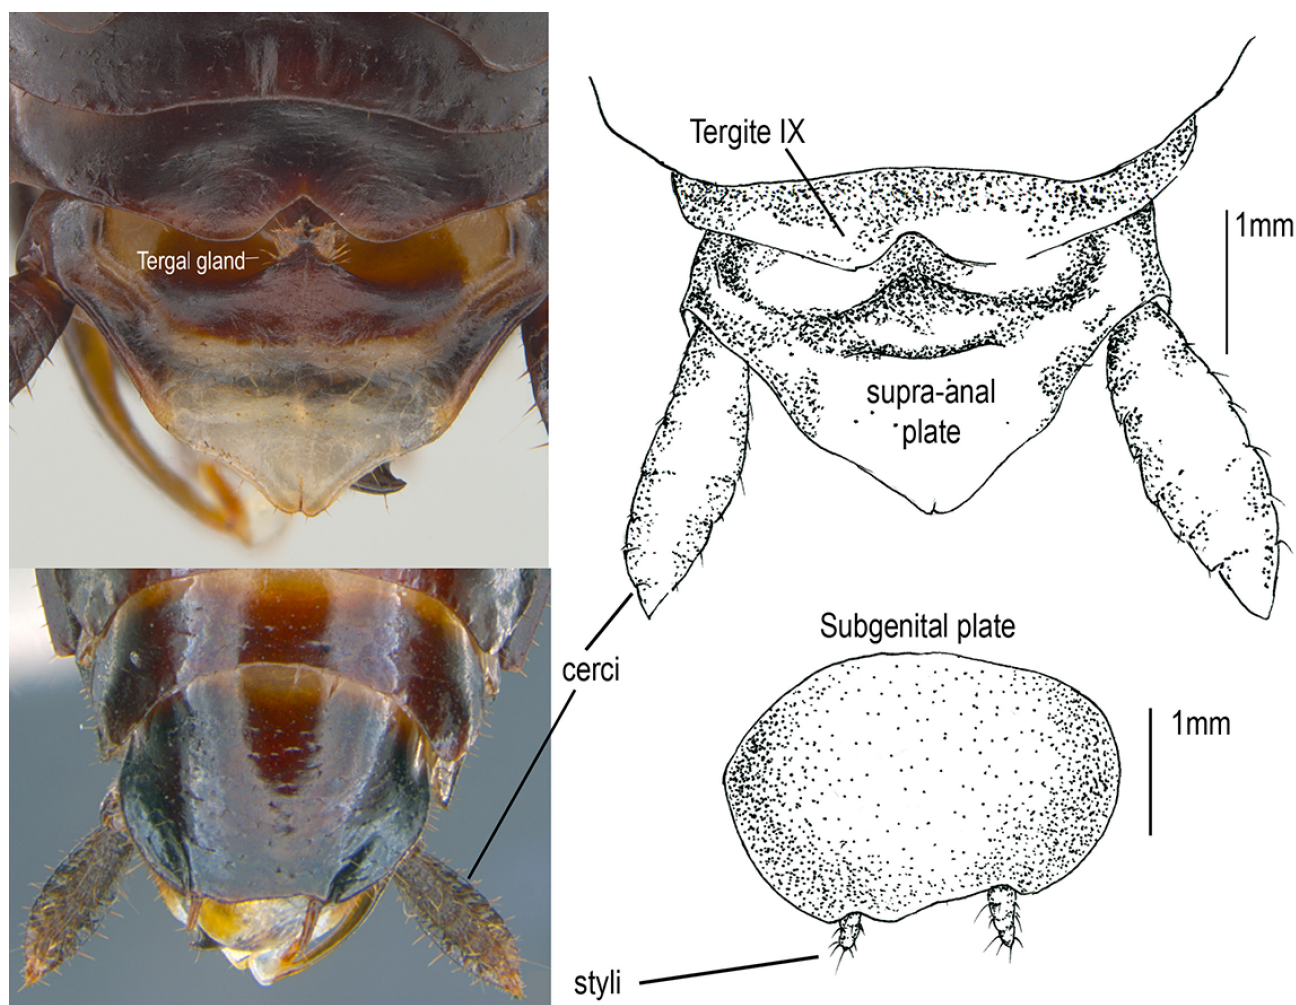 Tergite IX
1mm
Tergal gland
supra-anal
plate
Subgenital plate
cerci
1mm
styli